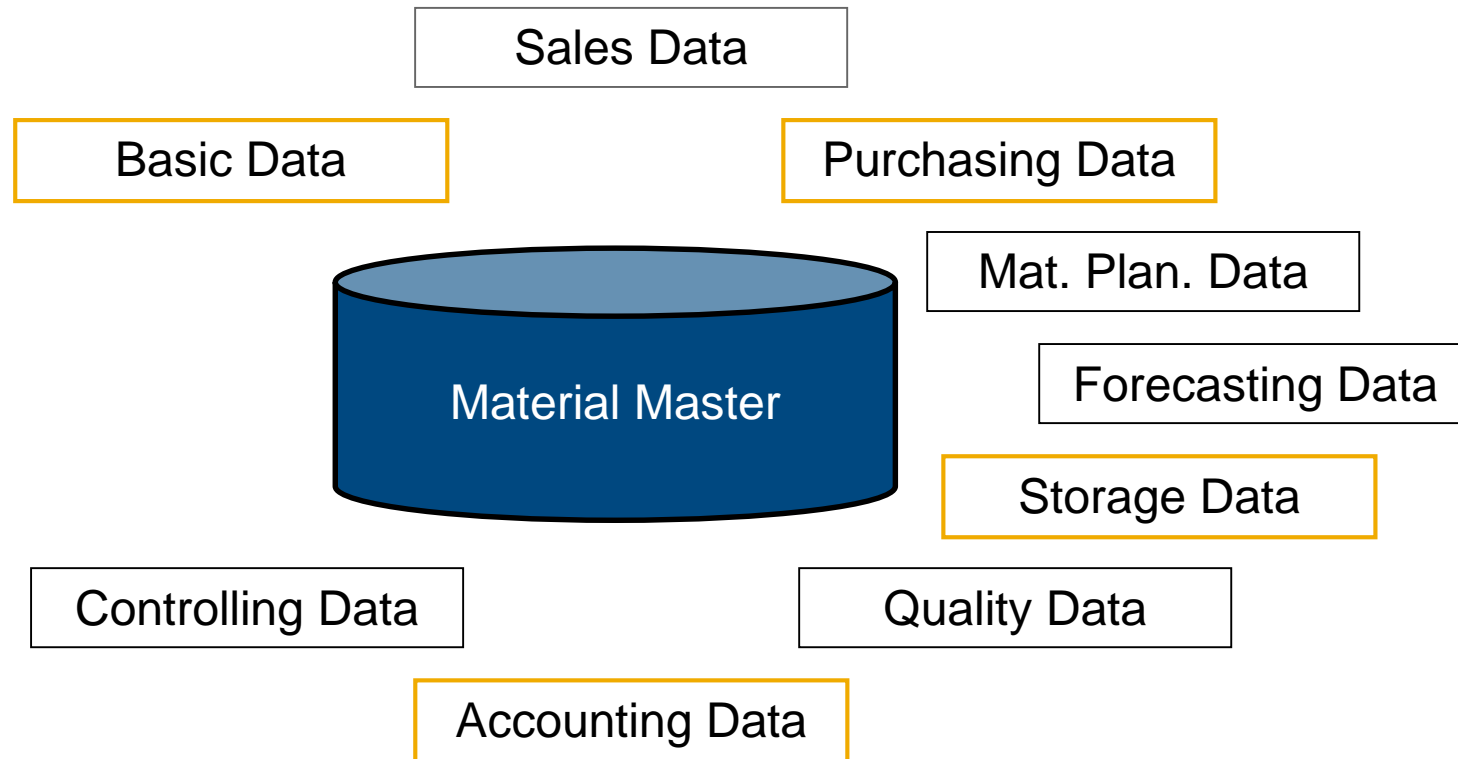 Sales Data
Basic Data
Purchasing Data
Mat. Plan. Data
Material Master
Forecasting Data
Storage Data
Controlling Data
Quality Data
Accounting Data